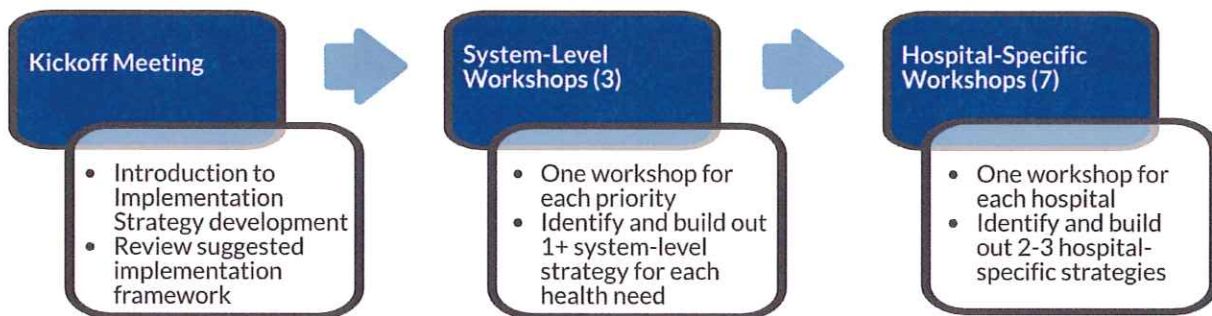 Kickoff Meeting
• Introduction to
Implementation
Strategy development
• Review suggested
implementation
framework
System-Level
Workshops (3)
• One workshop for
each priority
• Identify and build out
1+ system-level
strategy for each
health need
Hospital-Specific
Workshops (7)
• One workshop for
each hospital
• Identify and build
out 2-3 hospital-
specific strategies